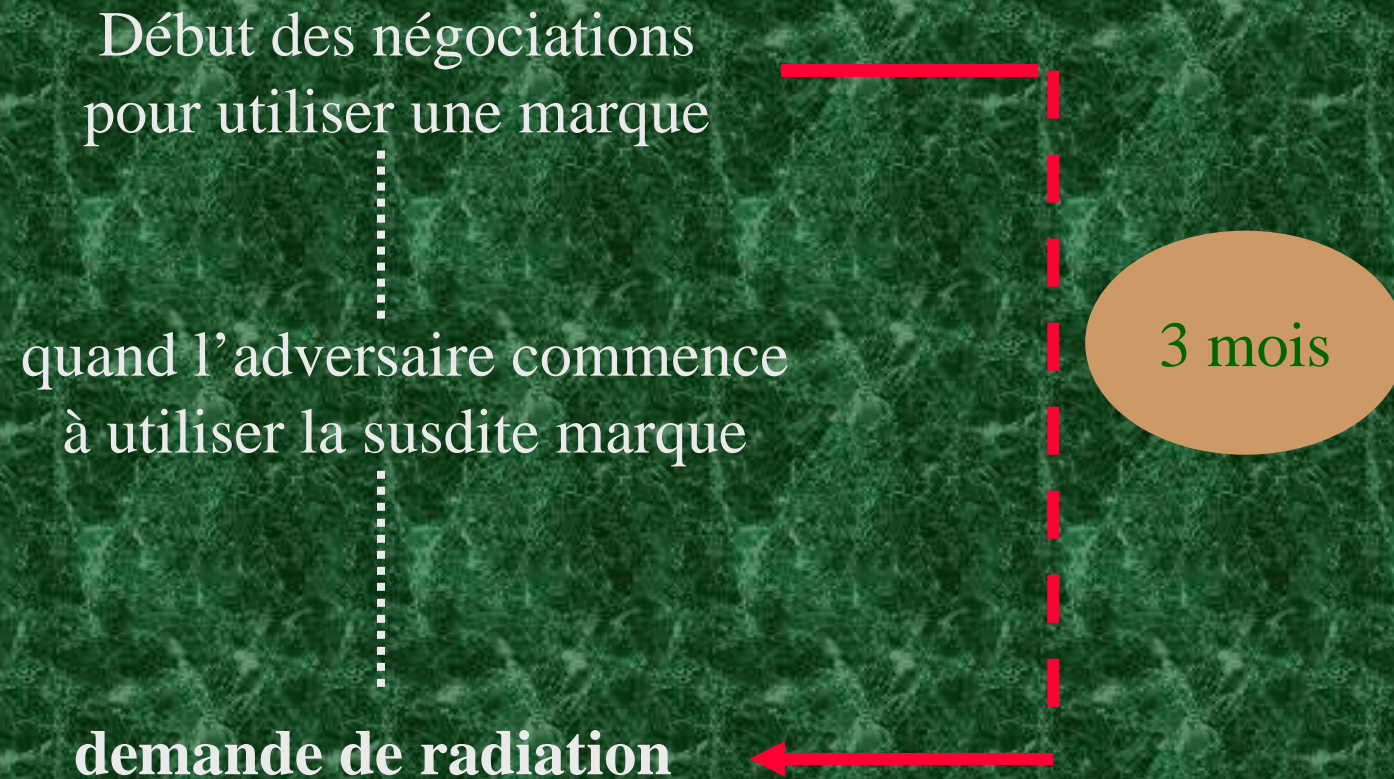 Début des négociations
pour utiliser une marque
quand l’adversaire commence
à utiliser la susdite marque
3 mois
demande de radiation